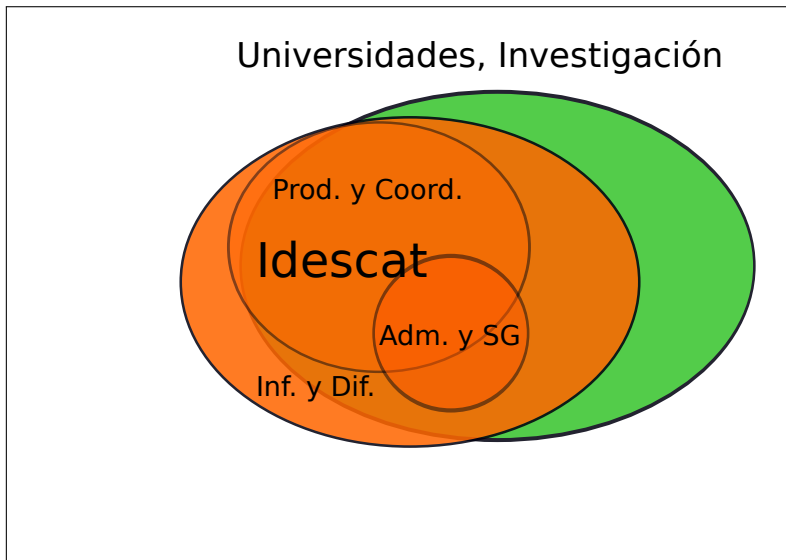 Universidades, Investigación
Prod. y Coord.
Idescat
Adm. y SG
Inf. y Dif.